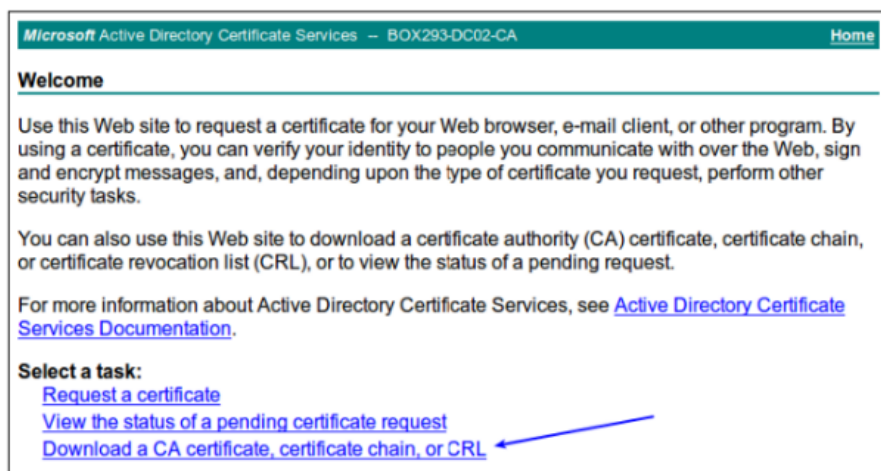 Microsoft Active Directory Certificate Services -- BOX293-DC02-CA Home
Welcome
Use this Web site to request a certificate for your Web browser, e-mail client, or other program. By
using a certificate, you can verify your identity to people you communicate with over the Web, sign
and encrypt messages, and, depending upon the type of certificate you request, perform other
security tasks.
You can also use this Web site to download a certificate authority (CA) certificate, certificate chain,
or certificate revocation list (CRL), or to view the status of a pending request.
For more information about Active Directory Certificate Services, see Active Directory Certificate
Services Documentation.
Select a task:
Request a certificate
View the status of a pending certificate request
Download a CA certificate, certificate chain, or CRL